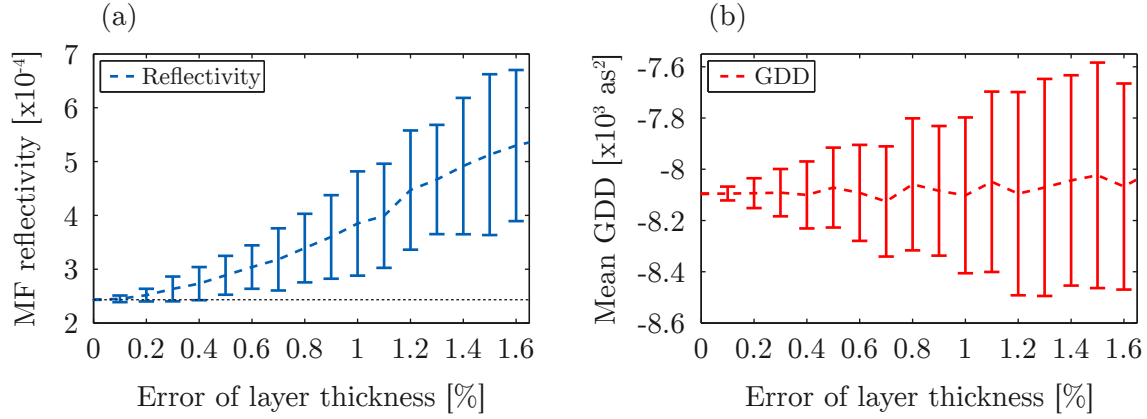 (a)
MF reflectivity [x10⁻⁴]
7
6
5
4
3
2
Reflectivity
0 0.2 0.4 0.6 0.8 1 1.2 1.4 1.6
Error of layer thickness [%]
(b)
Mean GDD [x10³ as²]
-7.6
-7.8
-8
-8.2
-8.4
-8.6
GDD
0 0.2 0.4 0.6 0.8 1 1.2 1.4 1.6
Error of layer thickness [%]